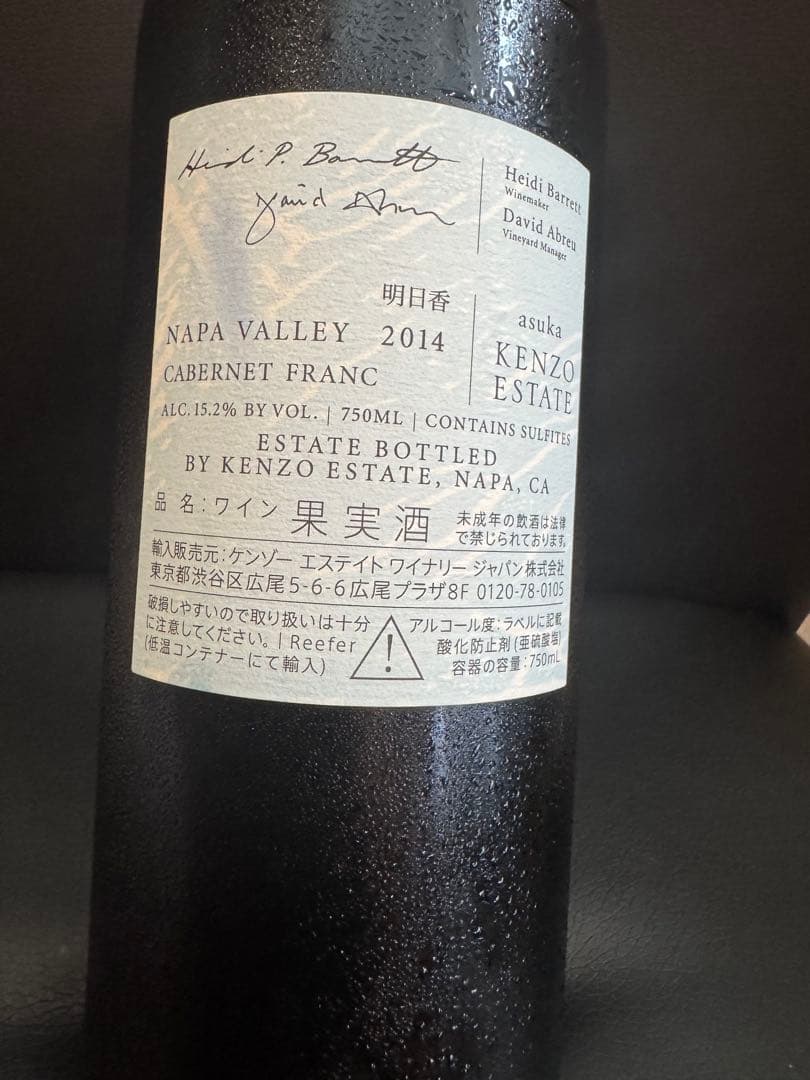 Heidi P. Barrett
David Abreu
Heidi Barrett
Winemaker
David Abreu
Vineyard Manager
明日香
NAPA VALLEY 2014
CABERNET FRANC
asuka
KENZO
ESTATE
ALC. 15.2% BY VOL. | 750ML | CONTAINS SULFITES
ESTATE BOTTLED
BY KENZO ESTATE, NAPA, CA
品 名：ワイン 果実酒
未成年の飲酒は法律
で禁じられております。
輸入販売元：ケンゾー エステイト ワイナリー ジャパン株式会社
東京都渋谷区広尾5-6-6広尾プラザ8F 0120-78-0105
破損しやすいので取り扱いは十分
に注意してください。 | Reefer
(低温コンテナーにて輸入)
!
アルコール度：ラベルに記載
酸化防止剤(亜硫酸塩)
容器の容量：750mL